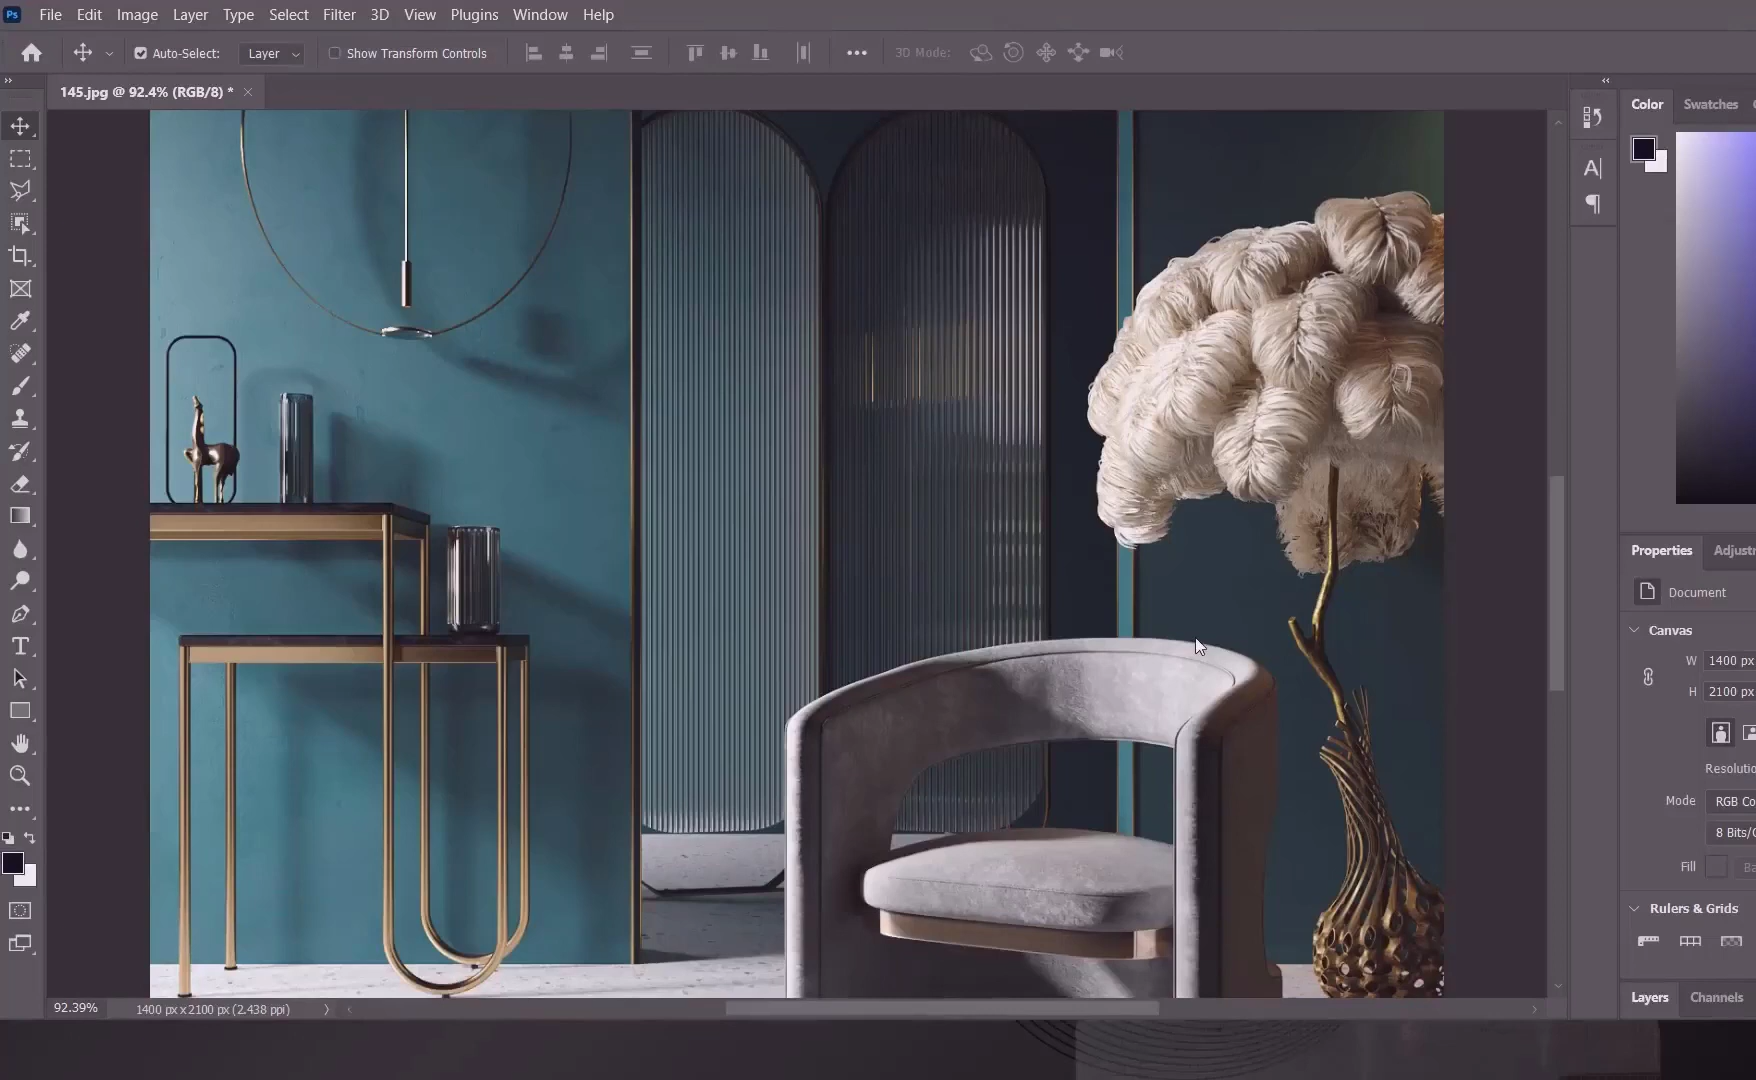 Ps File Edit Image Layer Type Select Filter 3D View Plugins Window Help
Auto-Select: Layer Show Transform Controls 3D Mode:
145.jpg @ 92.4% (RGB/8) *
Color Swatches
Properties Adjustm
Document
Canvas
W 1400 px
H 2100 px
Resolutio
Mode RGB Co
8 Bits/C
Fill Ba
Rulers & Grids
Layers Channels
92.39% 1400 px x 2100 px (2.438 ppi)